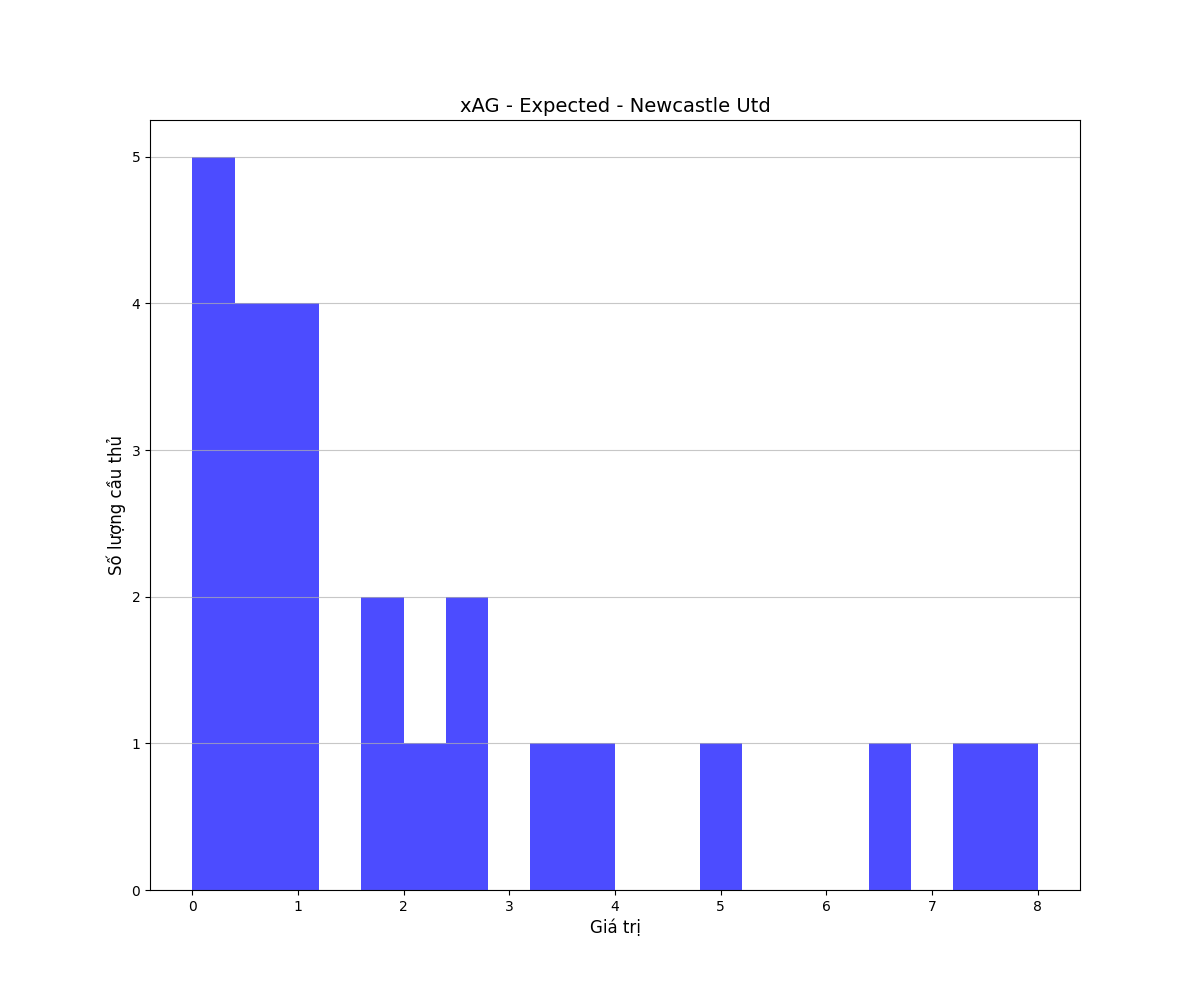 xAG - Expected - Newcastle Utd
5
4
3
2
1
0
Số lượng cầu thủ
0 1 2 3 4 5 6 7 8
Giá trị